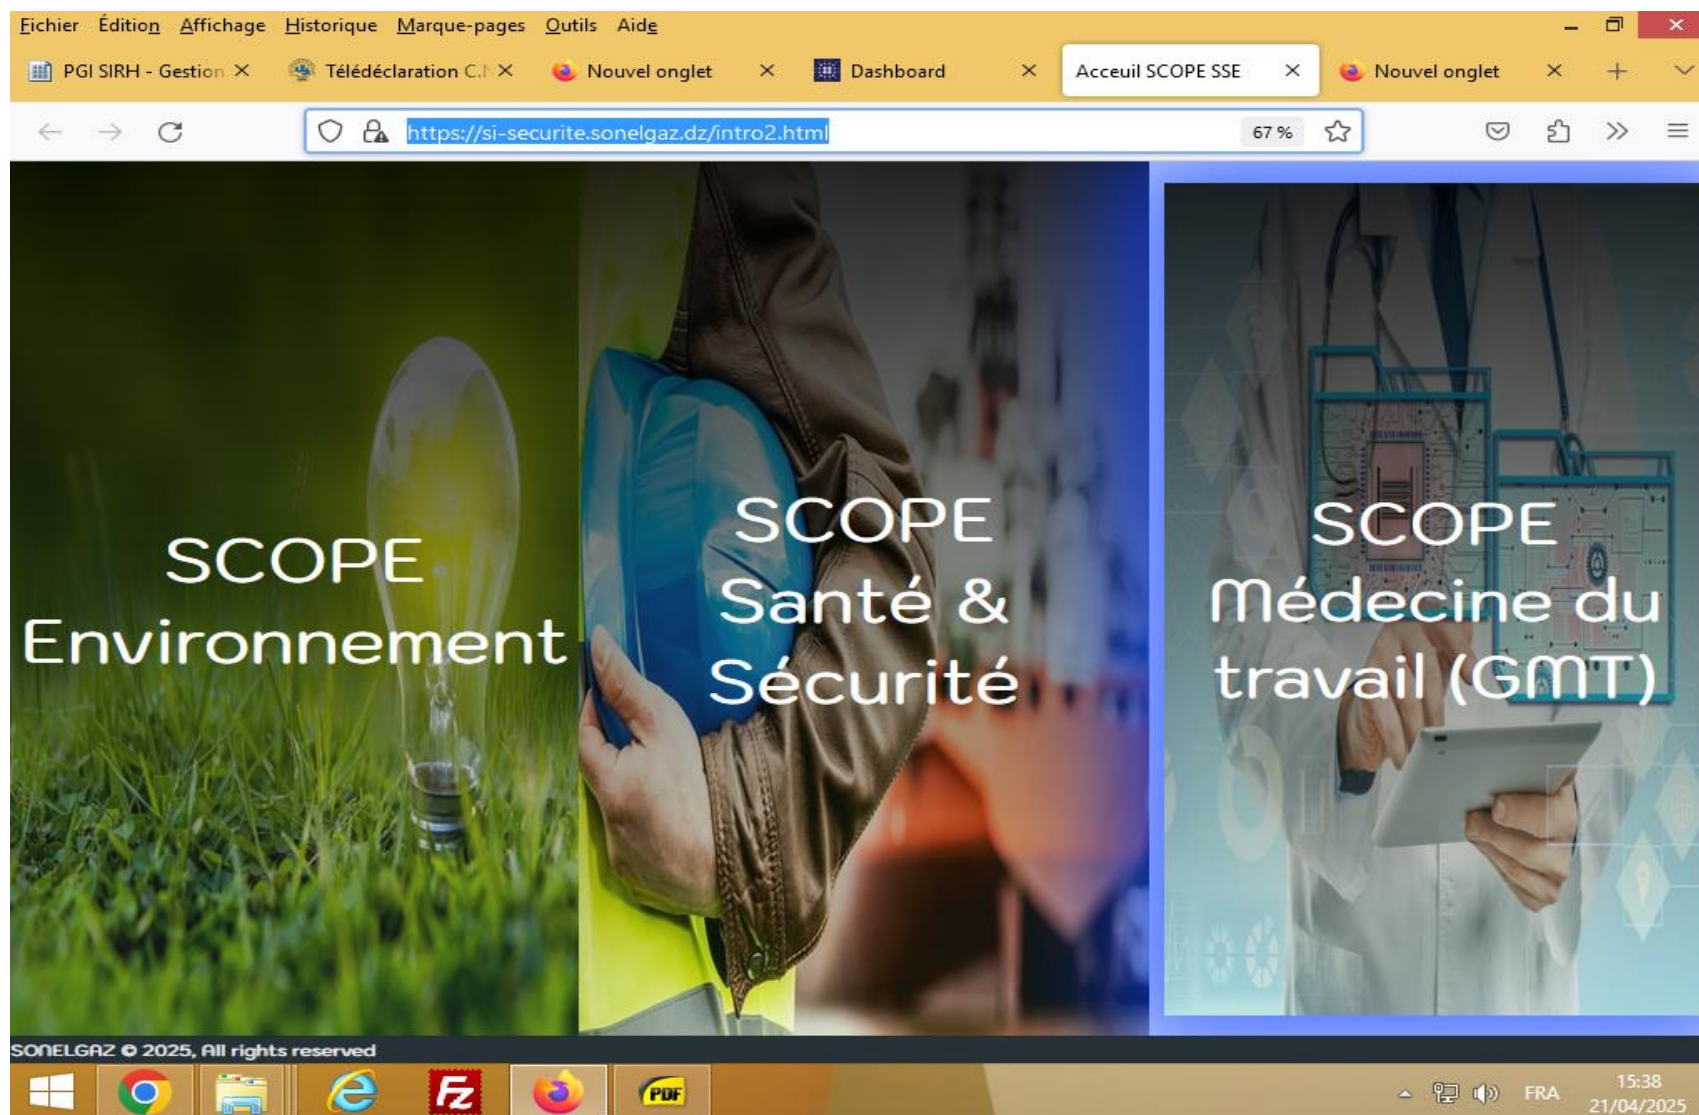 Fichier Édition Affichage Historique Marque-pages Outils Aide
PGI SIRH - Gestion
Télédéclaration C.N
Nouvel onglet
Dashboard
Acceuil SCOPE SSE
Nouvel onglet
https://si-securite.sonelgaz.dz/intro2.html
67 %
SCOPE
Environnement
SCOPE
Santé &
Sécurité
SCOPE
Médecine du
travail (GMT)
SONELGAZ © 2025, All rights reserved
Fz
PDF
FRA
15:38
21/04/2025